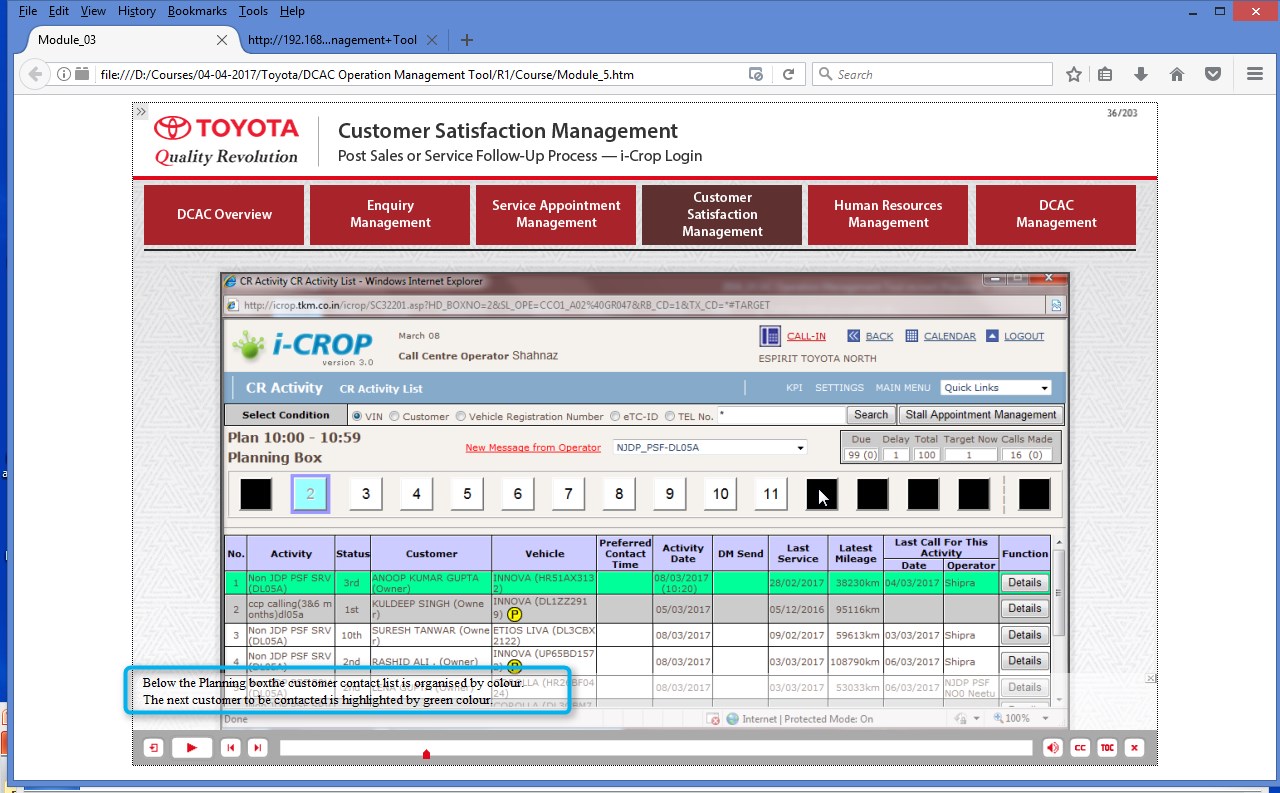 File Edit View History Bookmarks Tools Help
Module_03
http://192.168...nagement+Tool
file:///D:/Courses/04-04-2017/Toyota/DCAC Operation Management Tool/R1/Course/Module_5.htm
Search
36/203
TOYOTA
Quality Revolution
Customer Satisfaction Management
Post Sales or Service Follow-Up Process — i-Crop Login
DCAC Overview
Enquiry
Management
Service Appointment
Management
Customer
Satisfaction
Management
Human Resources
Management
DCAC
Management
CR Activity CR Activity List - Windows Internet Explorer
http://icrop.tkm.co.in/icrop/SC32201.asp?HD_BOXNO=2&SL_OPE=CCO1_A02%40GR047&RB_CD=1&TX_CD=*#TARGET
i-CROP
version 3.0
March 08
Call Centre Operator Shahnaz
CALL-IN BACK CALENDAR LOGOUT
ESPIRIT TOYOTA NORTH
CR Activity CR Activity List
KPI SETTINGS MAIN MENU Quick Links
Select Condition VIN Customer Vehicle Registration Number eTC-ID TEL No. * Search Stall Appointment Management
Plan 10:00 - 10:59
Planning Box
New Message from Operator NJDP_PSF-DL05A
Due Delay Total Target Now Calls Made
99 (0) 1 100 1 16 (0)
2 3 4 5 6 7 8 9 10 11
No. Activity Status Customer Vehicle Preferred Contact Time Activity Date DM Send Last Service Latest Mileage Last Call For This Activity Date Operator Function
1 Non JDP PSF SRV (DL05A) 3rd ANOOP KUMAR GUPTA (Owner) INNOVA (HR51AX3132) 08/03/2017 (10:20) 28/02/2017 38230km 04/03/2017 Shipra Details
2 ccp calling(3&6 months)dl05a 1st KULDEEP SINGH (Owner) INNOVA (DL1ZZ2919) P 05/03/2017 05/12/2016 95116km Details
3 Non JDP PSF SRV (DL05A) 10th SURESH TANWAR (Owner) ETIOS LIVA (DL3CBX2122) 08/03/2017 09/02/2017 59613km 03/03/2017 Shipra Details
4 Non JDP PSF SRV (DL05A) 2nd RASHID ALI . (Owner) INNOVA (UP65BD157 08/03/2017 03/03/2017 108790km 06/03/2017 Shipra Details
08/03/2017 03/03/2017 53033km 06/03/2017 NJDP PSF NO0 Neetu Details
Below the Planning boxthe customer contact list is organised by colour.
The next customer to be contacted is highlighted by green colour.
Done
Internet | Protected Mode: On
100%
CC
TOC